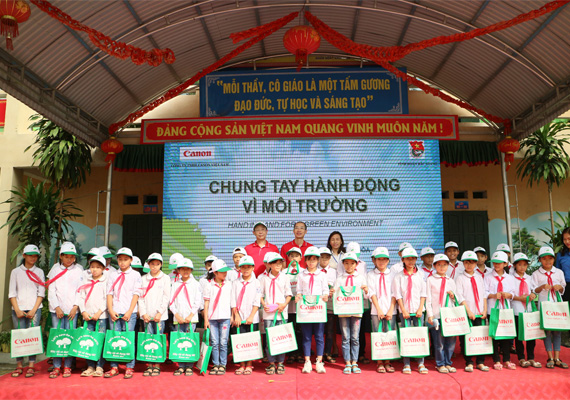 "MỖI THẦY, CÔ GIÁO LÀ MỘT TẤM GƯƠNG
ĐẠO ĐỨC, TỰ HỌC VÀ SÁNG TẠO"
ĐẢNG CỘNG SẢN VIỆT NAM QUANG VINH MUÔN NĂM !
Canon
CHUNG TAY HÀNH ĐỘNG
VÌ MÔI TRƯỜNG
HAND IN HAND FOR GREEN ENVIRONMENT
Canon
Canon
Canon
Canon
Canon
Canon
Canon
Canon
Canon
Canon
Canon